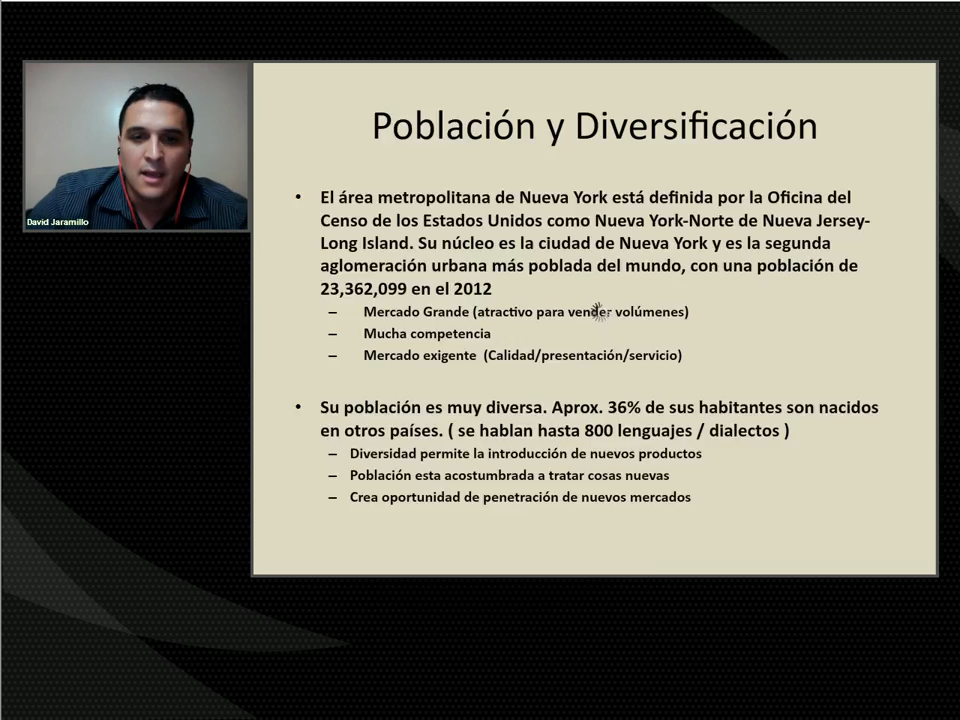 Población y Diversificación
• El área metropolitana de Nueva York está definida por la Oficina del
Censo de los Estados Unidos como Nueva York-Norte de Nueva Jersey-
Long Island. Su núcleo es la ciudad de Nueva York y es la segunda
aglomeración urbana más poblada del mundo, con una población de
23,362,099 en el 2012
– Mercado Grande (atractivo para vender volúmenes)
– Mucha competencia
– Mercado exigente (Calidad/presentación/servicio)
• Su población es muy diversa. Aprox. 36% de sus habitantes son nacidos
en otros países. ( se hablan hasta 800 lenguajes / dialectos )
– Diversidad permite la introducción de nuevos productos
– Población esta acostumbrada a tratar cosas nuevas
– Crea oportunidad de penetración de nuevos mercados
David Jaramillo